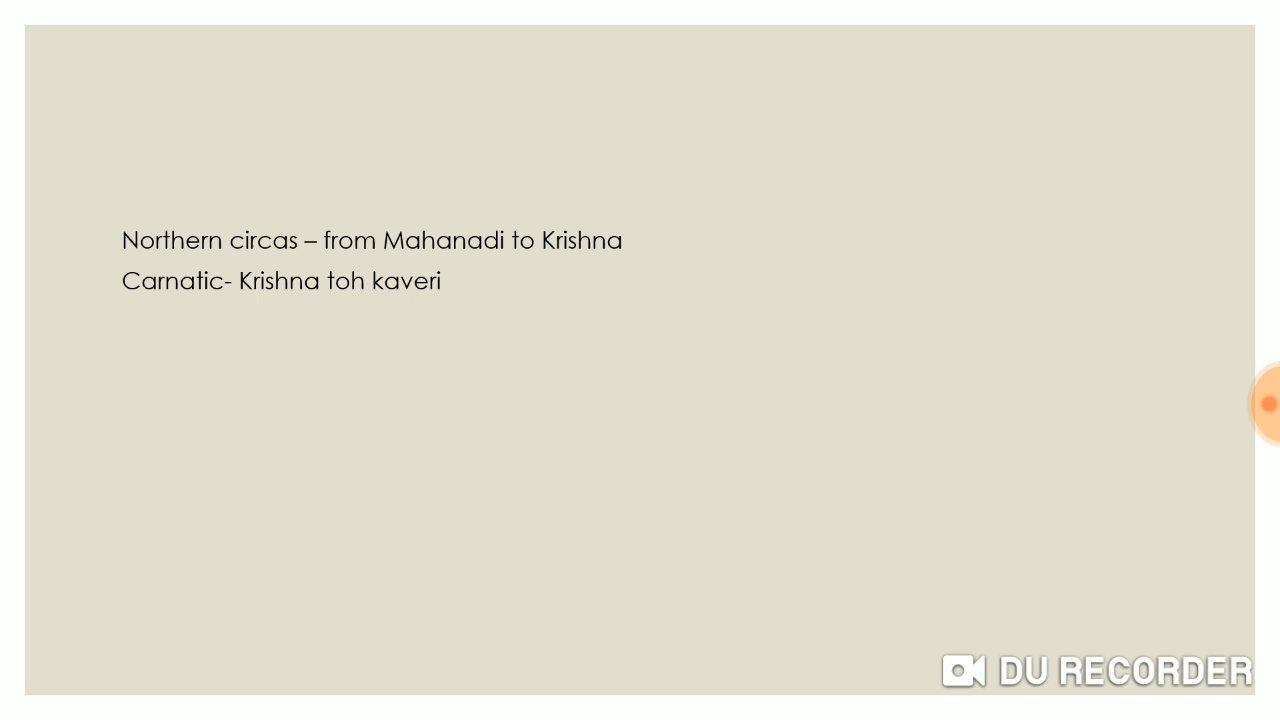 Northern circas – from Mahanadi to Krishna
Carnatic- Krishna toh kaveri
DU RECORDER